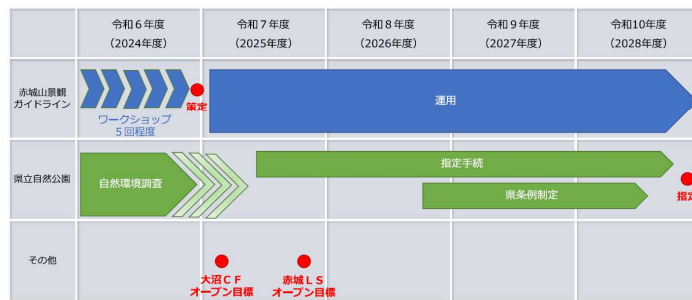 令和６年度
（2024年度）
令和７年度
（2025年度）
令和８年度
（2026年度）
令和９年度
（2027年度）
令和10年度
（2028年度）
赤城山景観
ガイドライン
策定
運用
ワークショップ
５回程度
県立自然公園
自然環境調査
指定手続
県条例制定
指定
その他
大沼ＣＦ
オープン目標
赤城ＬＳ
オープン目標